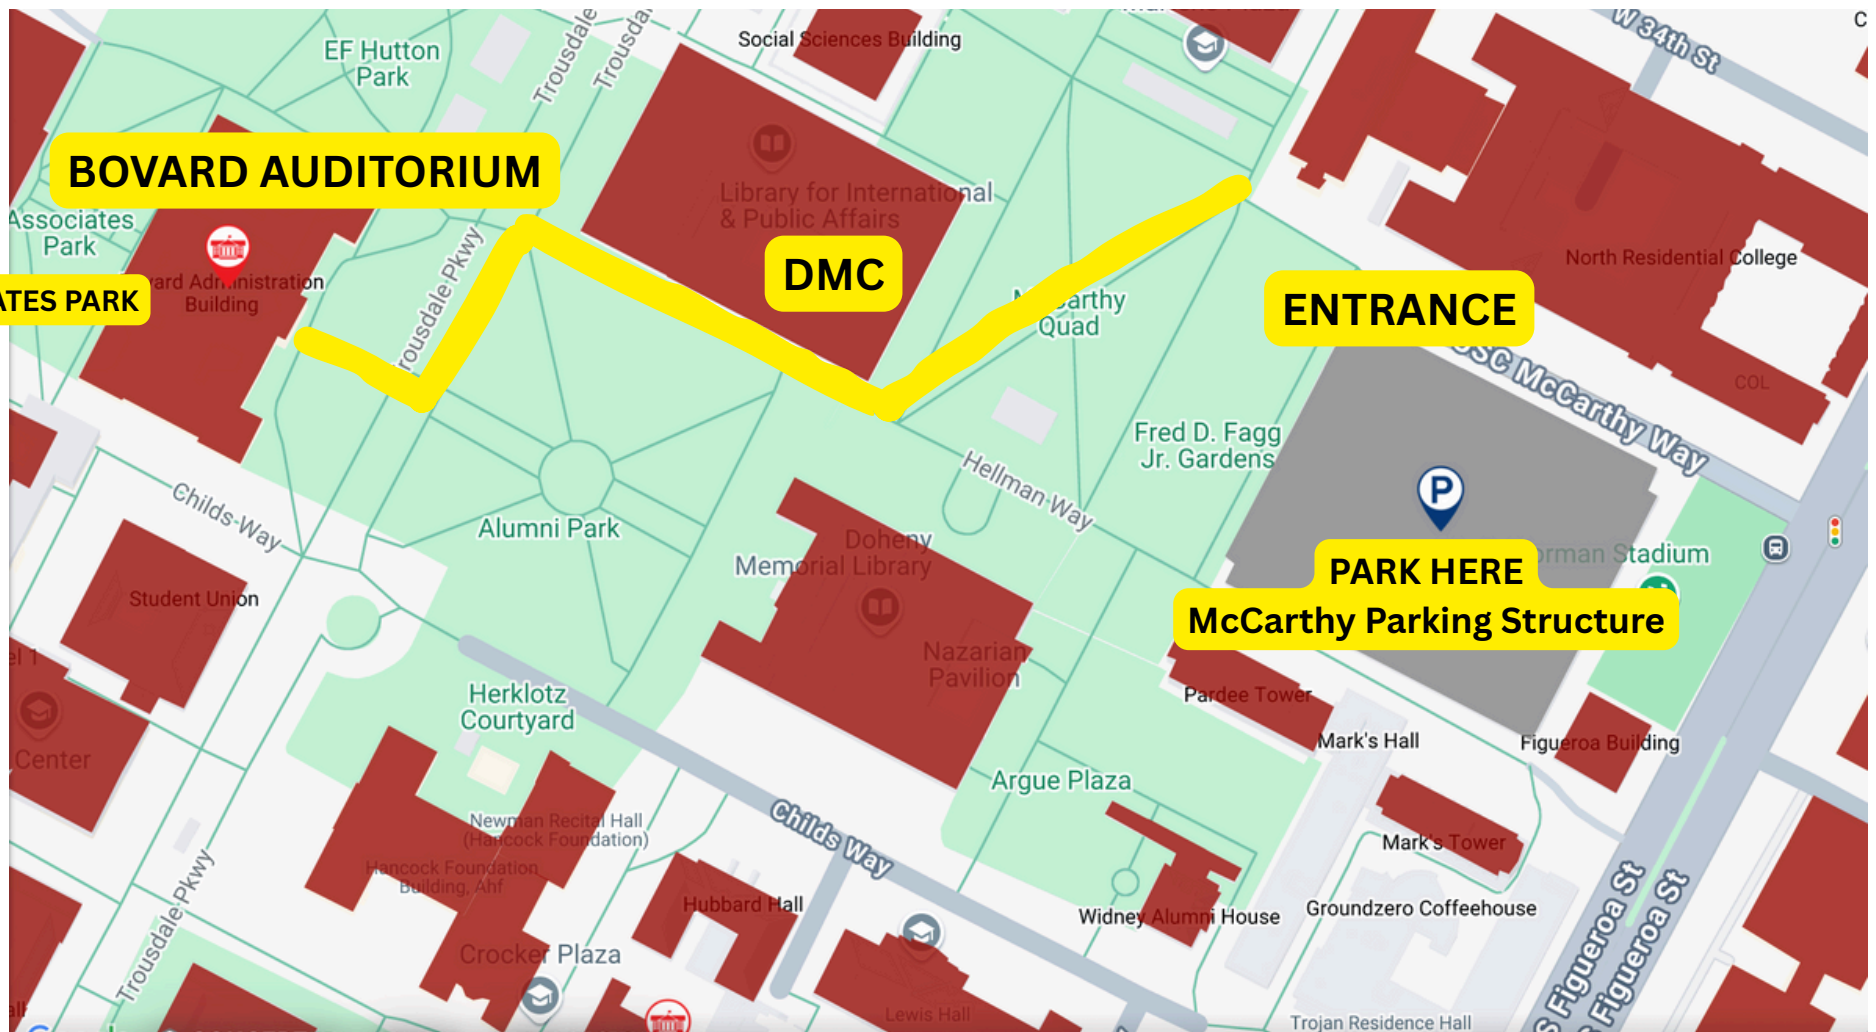 EF Hutton
Park
Trousdale
Social Sciences Building
W 34th St
BOVARD AUDITORIUM
Library for International
& Public Affairs
Associates
Park
DMC
North Residential College
ATES PARK
Administration
Building
Trousdale Pkwy
McCarthy
Quad
ENTRANCE
USC McCarthy Way
COL
Fred D. Fagg
Jr. Gardens
Hellman Way
P
Childs Way
Alumni Park
Doheny
Memorial Library
PARK HERE
McCarthy Parking Structure
Stadium
Student Union
Nazarian
Pavilion
Herklotz
Courtyard
Pardee Tower
Mark's Hall
Figueroa Building
Center
Argue Plaza
Newman Recital Hall
(Hancock Foundation)
Childs Way
Mark's Tower
Hancock Foundation
Building, Ahf
Hubbard Hall
Widney Alumni House
Groundzero Coffeehouse
Trousdale Pkwy
Crocker Plaza
S Figueroa St
S Figueroa St
Lewis Hall
Trojan Residence Hall